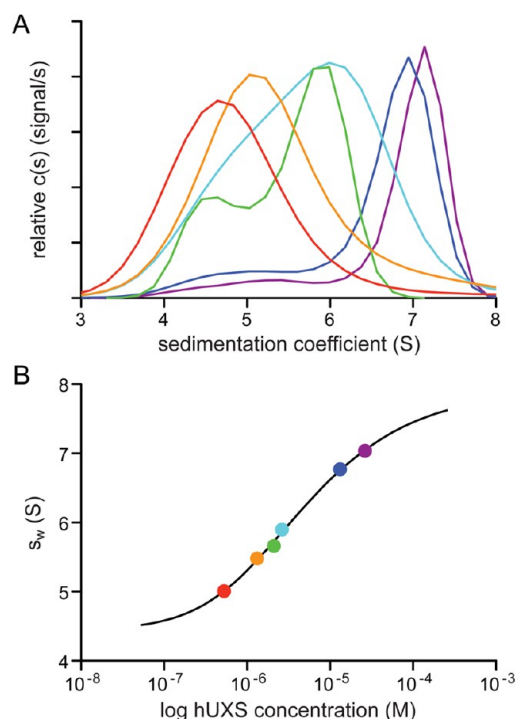 A
relative c(s) (signal/s)
3 4 5 6 7 8
sedimentation coefficient (S)
B
8
7
6
5
4
s_w (S)
10^-8 10^-7 10^-6 10^-5 10^-4 10^-3
log hUXS concentration (M)